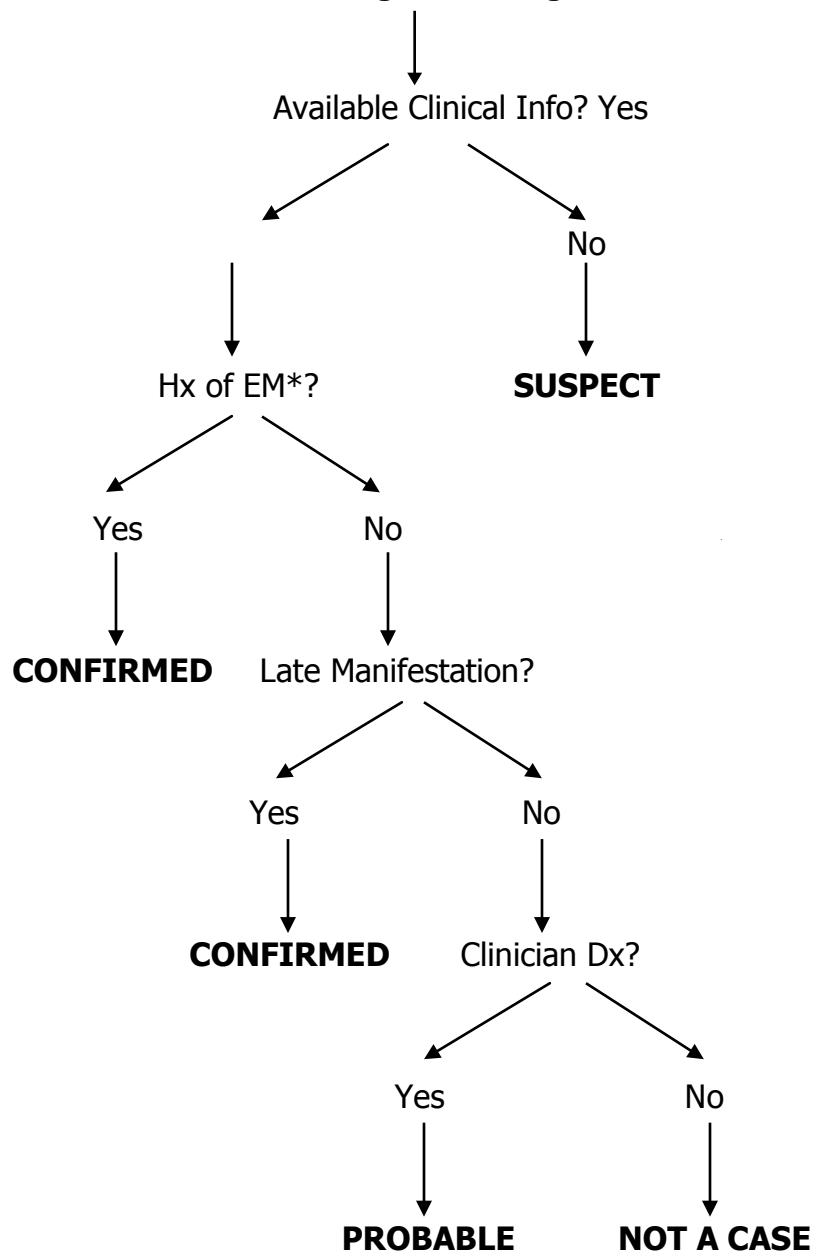 Available Clinical Info? Yes
No
Hx of EM*?
SUSPECT
Yes
No
CONFIRMED
Late Manifestation?
Yes
No
CONFIRMED
Clinician Dx?
Yes
No
PROBABLE
NOT A CASE